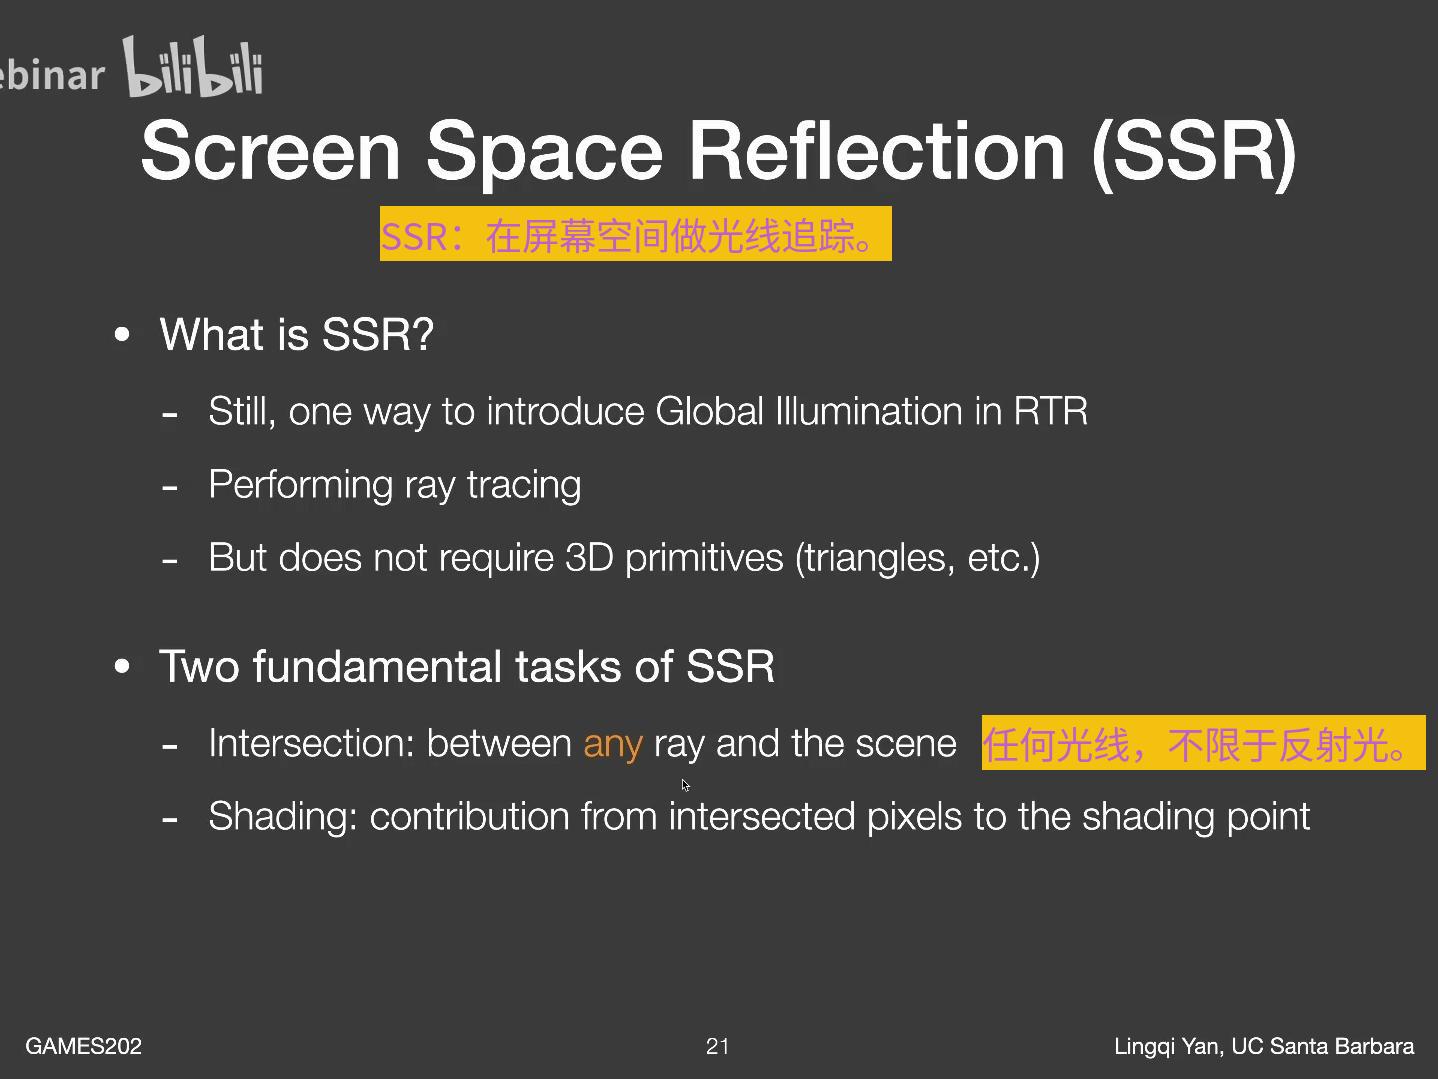 ebinar bilibili
Screen Space Reflection (SSR)
SSR：在屏幕空间做光线追踪。
• What is SSR?
- Still, one way to introduce Global Illumination in RTR
- Performing ray tracing
- But does not require 3D primitives (triangles, etc.)
• Two fundamental tasks of SSR
- Intersection: between any ray and the scene 任何光线，不限于反射光。
- Shading: contribution from intersected pixels to the shading point
GAMES202 21 Lingqi Yan, UC Santa Barbara